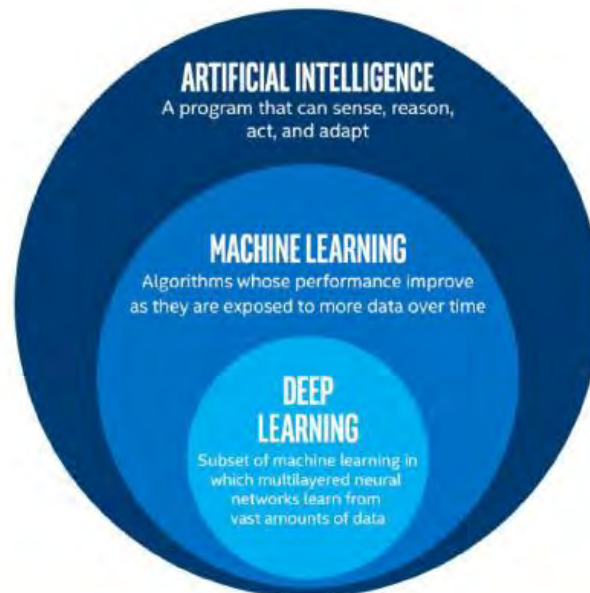 ARTIFICIAL INTELLIGENCE
A program that can sense, reason,
act, and adapt
MACHINE LEARNING
Algorithms whose performance improve
as they are exposed to more data over time
DEEP
LEARNING
Subset of machine learning in
which multilayered neural
networks learn from
vast amounts of data